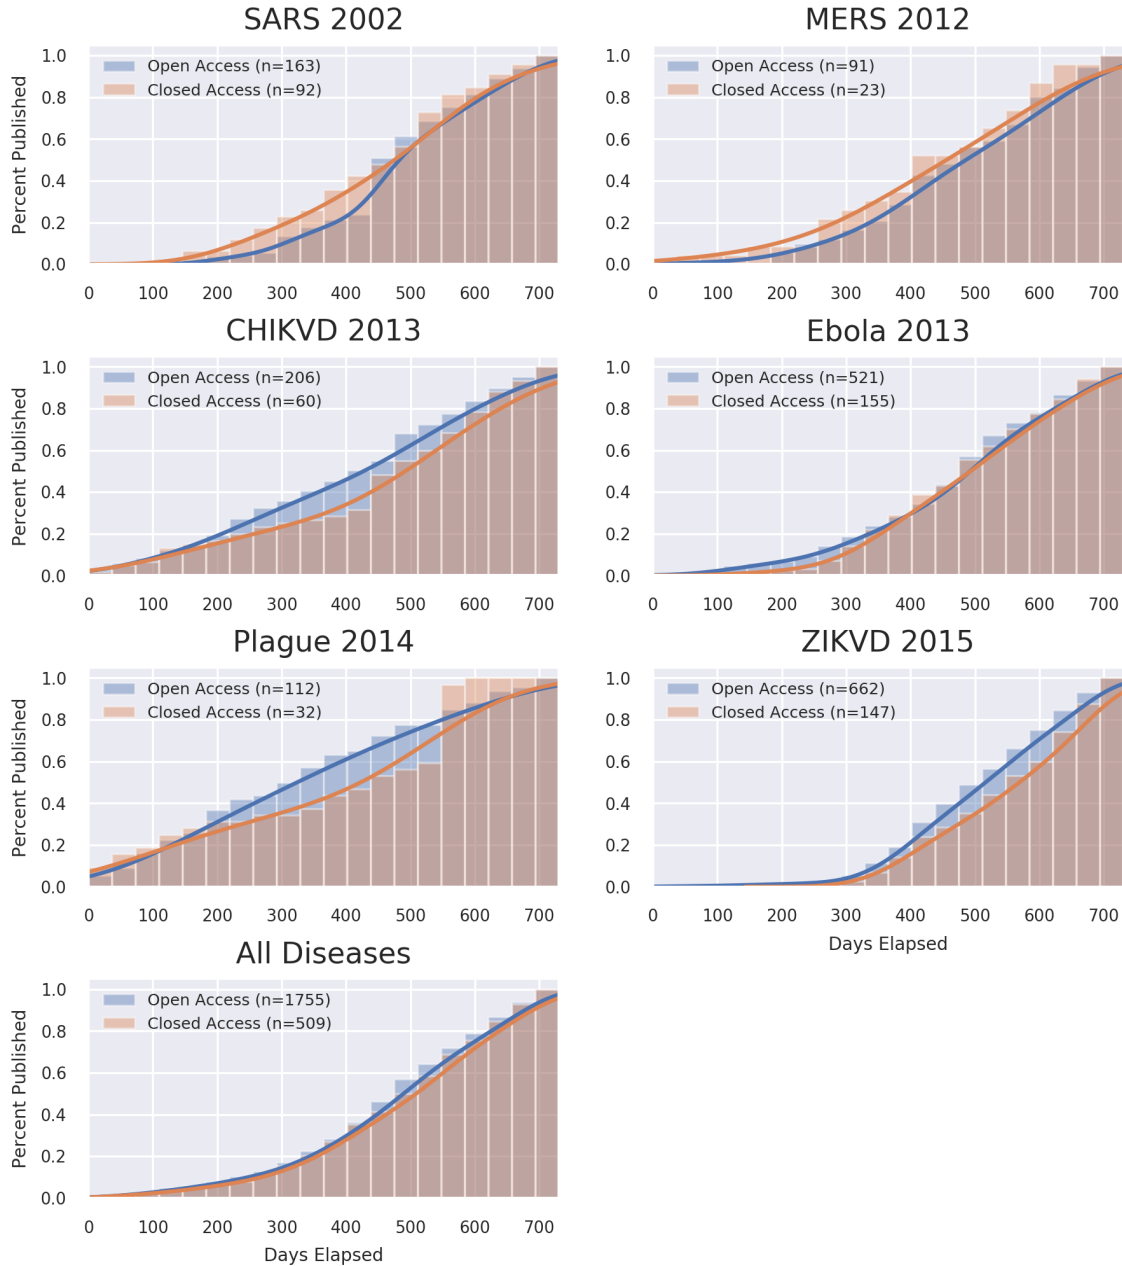 SARS 2002
Percent Published
1.0
0.8
0.6
0.4
0.2
0.0
Open Access (n=163)
Closed Access (n=92)
0 100 200 300 400 500 600 700
MERS 2012
1.0
0.8
0.6
0.4
0.2
0.0
Open Access (n=91)
Closed Access (n=23)
0 100 200 300 400 500 600 700
CHIKVD 2013
Percent Published
1.0
0.8
0.6
0.4
0.2
0.0
Open Access (n=206)
Closed Access (n=60)
0 100 200 300 400 500 600 700
Ebola 2013
1.0
0.8
0.6
0.4
0.2
0.0
Open Access (n=521)
Closed Access (n=155)
0 100 200 300 400 500 600 700
Plague 2014
Percent Published
1.0
0.8
0.6
0.4
0.2
0.0
Open Access (n=112)
Closed Access (n=32)
0 100 200 300 400 500 600 700
ZIKVD 2015
1.0
0.8
0.6
0.4
0.2
0.0
Open Access (n=662)
Closed Access (n=147)
0 100 200 300 400 500 600 700
Days Elapsed
All Diseases
Percent Published
1.0
0.8
0.6
0.4
0.2
0.0
Open Access (n=1755)
Closed Access (n=509)
0 100 200 300 400 500 600 700
Days Elapsed